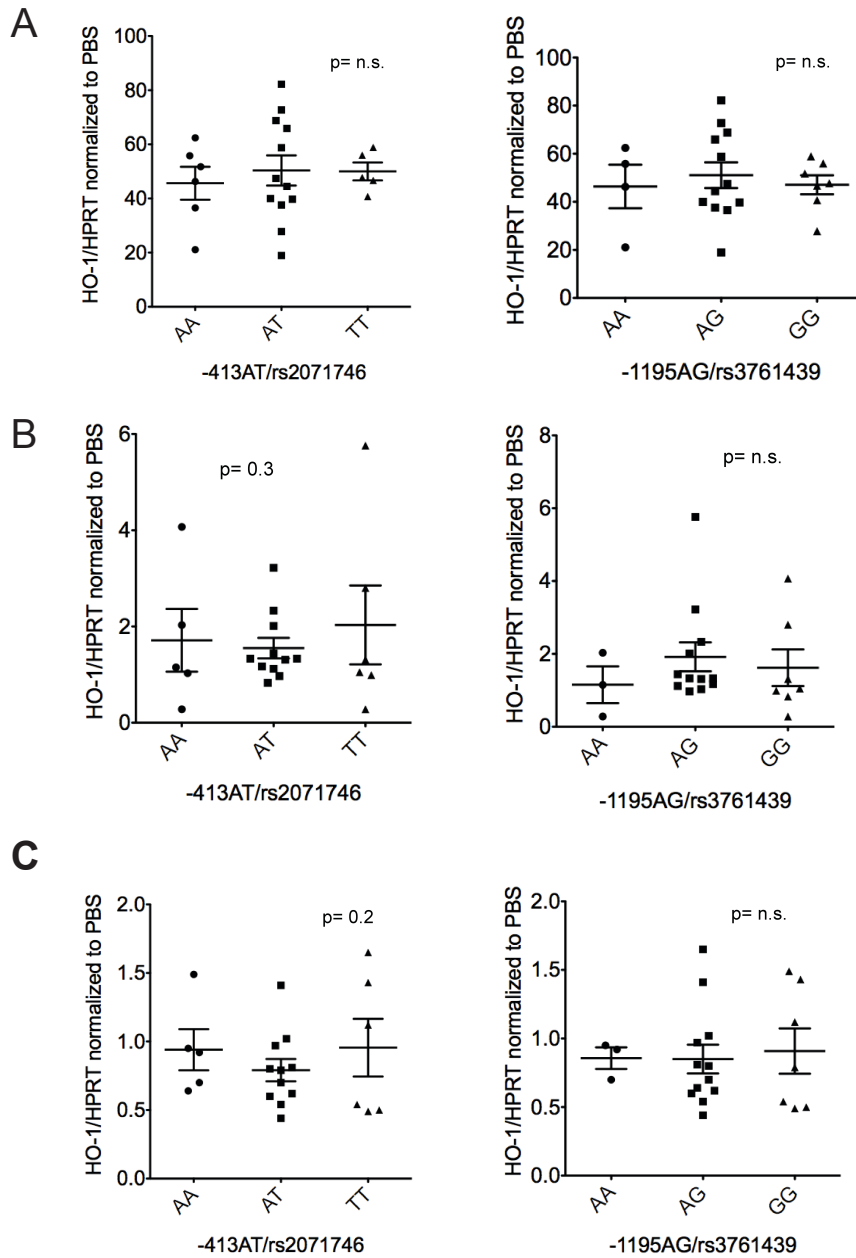 A
HO-1/HPRT normalized to PBS
100
80
60
40
20
0
p= n.s.
AA
AT
TT
-413AT/rs2071746
HO-1/HPRT normalized to PBS
100
80
60
40
20
0
p= n.s.
AA
AG
GG
-1195AG/rs3761439
B
HO-1/HPRT normalized to PBS
6
4
2
0
p= 0.3
AA
AT
TT
-413AT/rs2071746
HO-1/HPRT normalized to PBS
8
6
4
2
0
p= n.s.
AA
AG
GG
-1195AG/rs3761439
C
HO-1/HPRT normalized to PBS
2.0
1.5
1.0
0.5
0.0
p= 0.2
AA
AT
TT
-413AT/rs2071746
HO-1/HPRT normalized to PBS
2.0
1.5
1.0
0.5
0.0
p= n.s.
AA
AG
GG
-1195AG/rs3761439